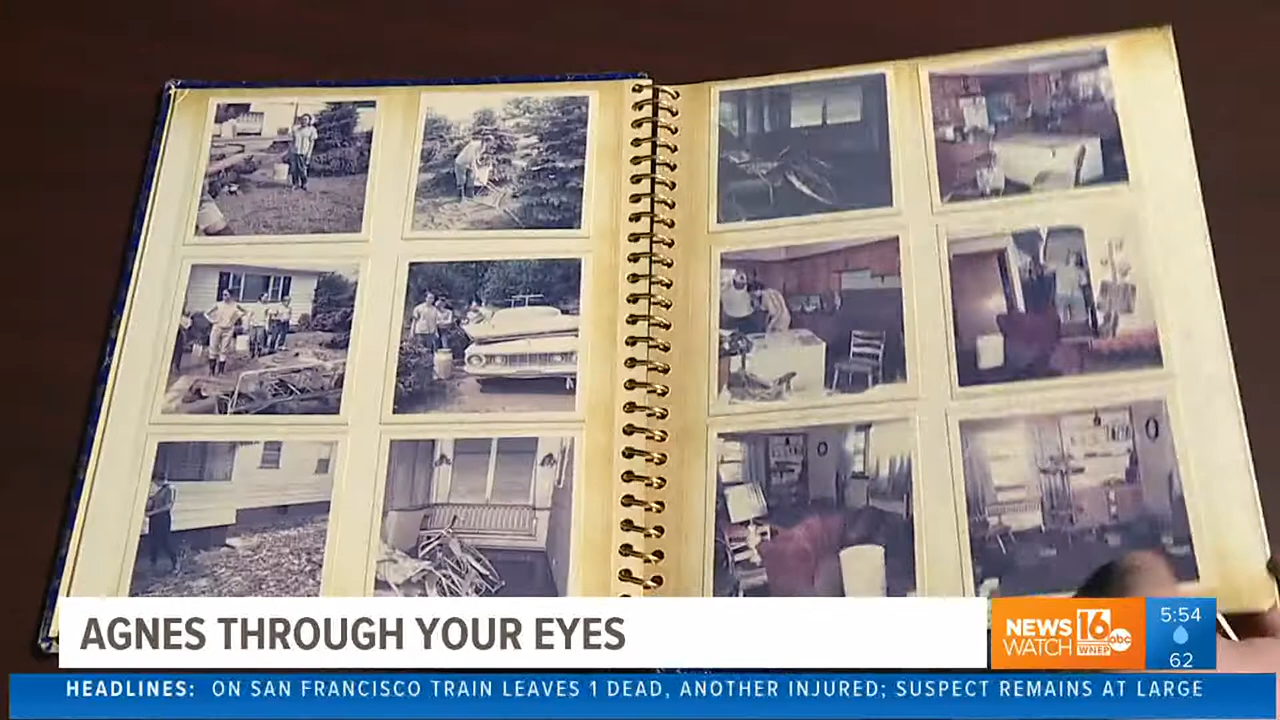 AGNES THROUGH YOUR EYES
NEWS 16 abc
WATCH WNEP
5:54
62
HEADLINES: ON SAN FRANCISCO TRAIN LEAVES 1 DEAD, ANOTHER INJURED; SUSPECT REMAINS AT LARGE